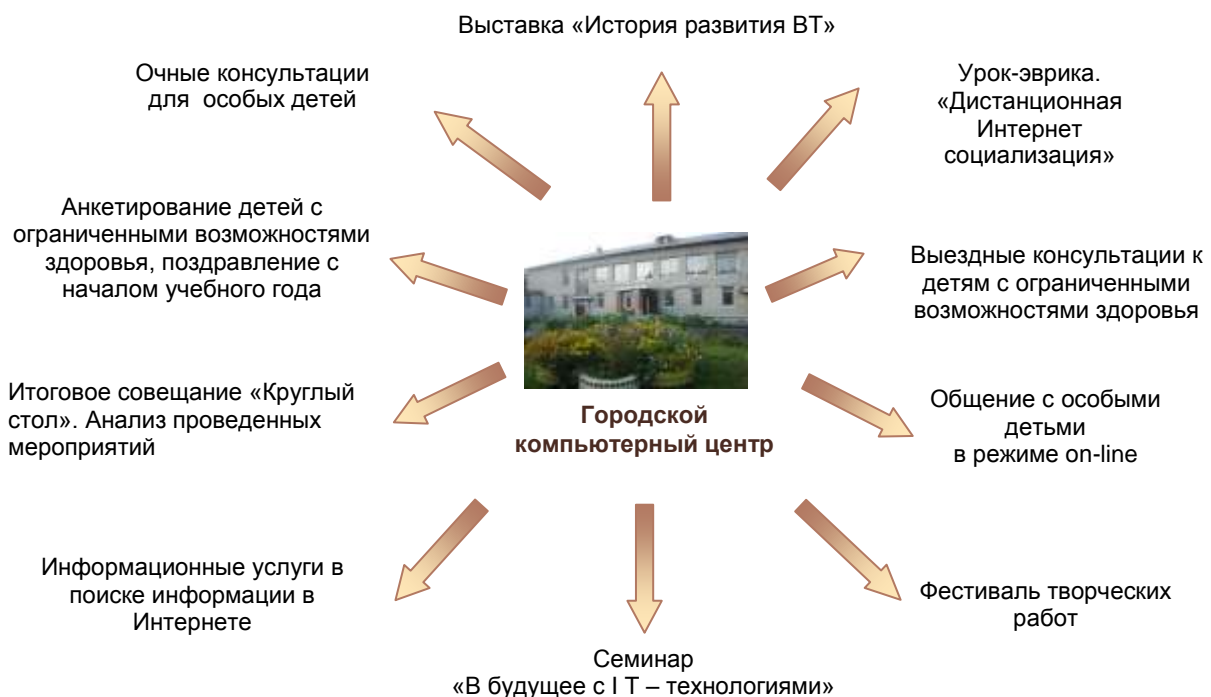 Выставка «История развития ВТ»
Очные консультации
для особых детей
Урок-эврика.
«Дистанционная
Интернет
социализация»
Анкетирование детей с
ограниченными возможностями
здоровья, поздравление с
началом учебного года
Выездные консультации к
детям с ограниченными
возможностями здоровья
Городской
компьютерный центр
Итоговое совещание «Круглый
стол». Анализ проведенных
мероприятий
Общение с особыми
детьми
в режиме on-line
Информационные услуги в
поиске информации в
Интернете
Фестиваль творческих
работ
Семинар
«В будущее с I T – технологиями»